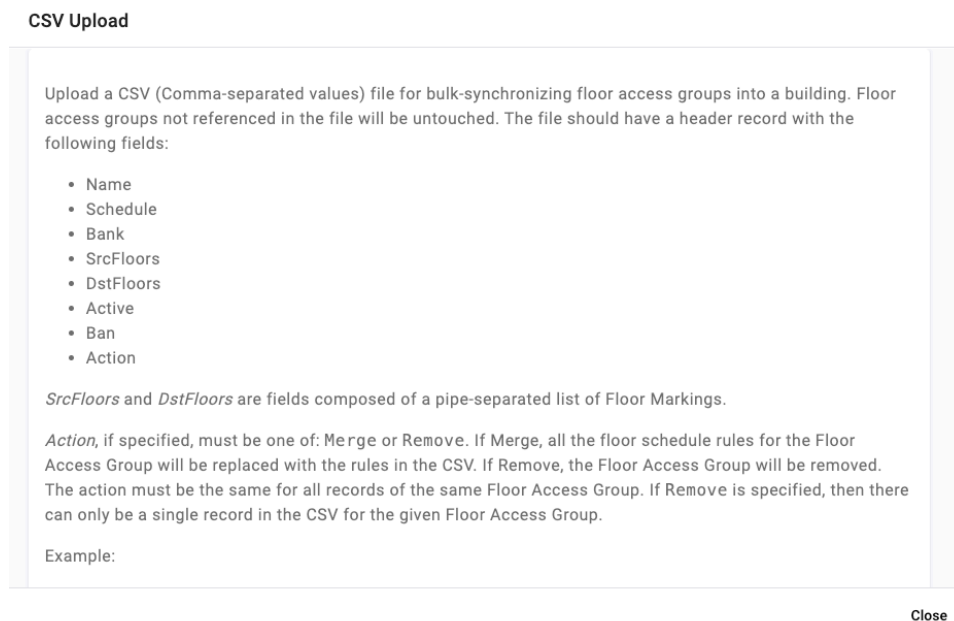 CSV Upload
Upload a CSV (Comma-separated values) file for bulk-synchronizing floor access groups into a building. Floor
access groups not referenced in the file will be untouched. The file should have a header record with the
following fields:
• Name
• Schedule
• Bank
• SrcFloors
• DstFloors
• Active
• Ban
• Action
SrcFloors and DstFloors are fields composed of a pipe-separated list of Floor Markings.
Action, if specified, must be one of: Merge or Remove. If Merge, all the floor schedule rules for the Floor
Access Group will be replaced with the rules in the CSV. If Remove, the Floor Access Group will be removed.
The action must be the same for all records of the same Floor Access Group. If Remove is specified, then there
can only be a single record in the CSV for the given Floor Access Group.
Example:
Close